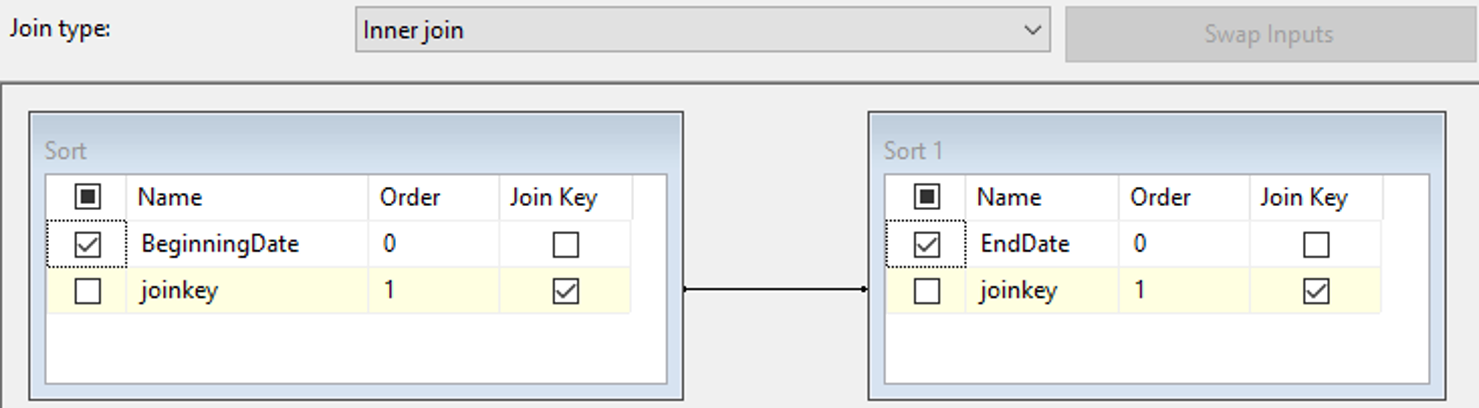 Join type: Inner join Swap Inputs
Sort
Name Order Join Key
BeginningDate 0
joinkey 1
Sort 1
Name Order Join Key
EndDate 0
joinkey 1